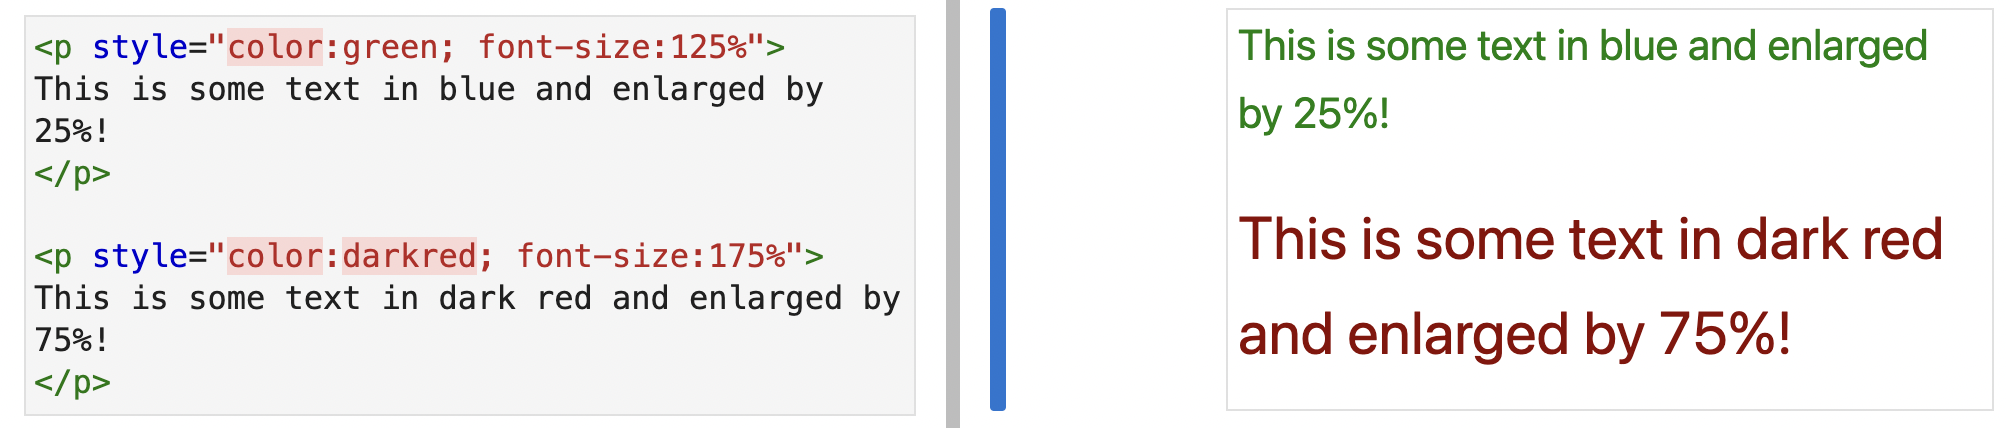 <p style="color:green; font-size:125%">
This is some text in blue and enlarged by
25%!
</p>
<p style="color:darkred; font-size:175%">
This is some text in dark red and enlarged by
75%!
</p>
This is some text in blue and enlarged
by 25%!
This is some text in dark red
and enlarged by 75%!